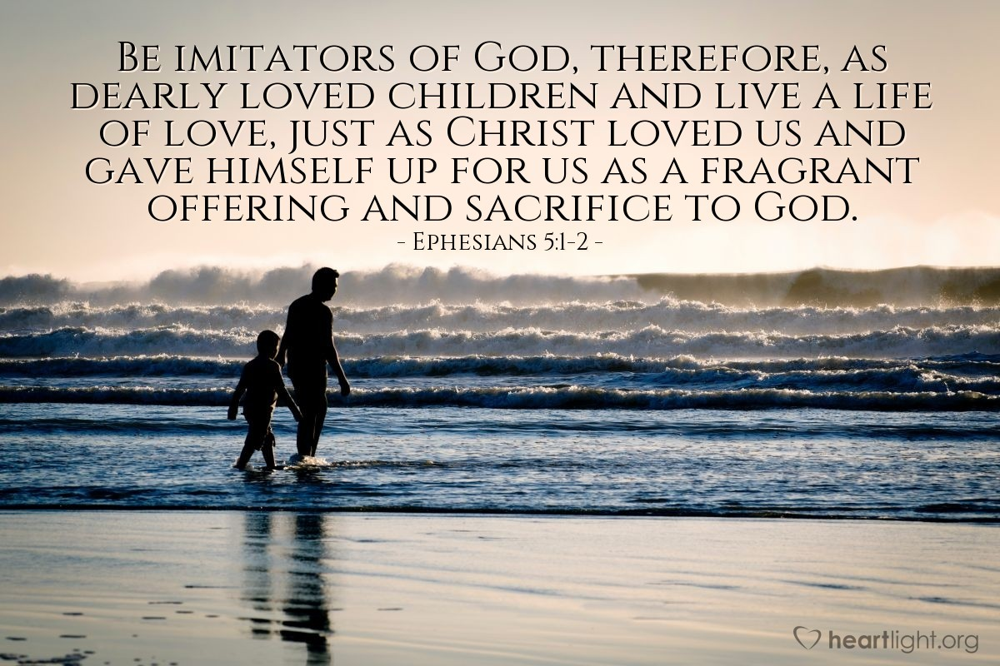 Be imitators of God, therefore, as
dearly loved children and live a life
of love, just as Christ loved us and
gave himself up for us as a fragrant
offering and sacrifice to God.
- Ephesians 5:1-2 -
heartlight.org